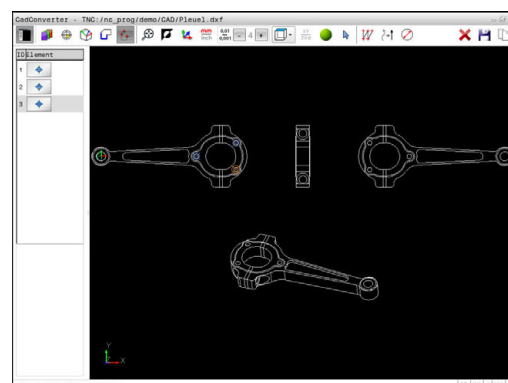 CadConverter - TNC:/nc_prog/demo/CAD/Pleuel.dxf
mm inch 0,01 0,001 4
ID Element
1
2
3
Y
Z X